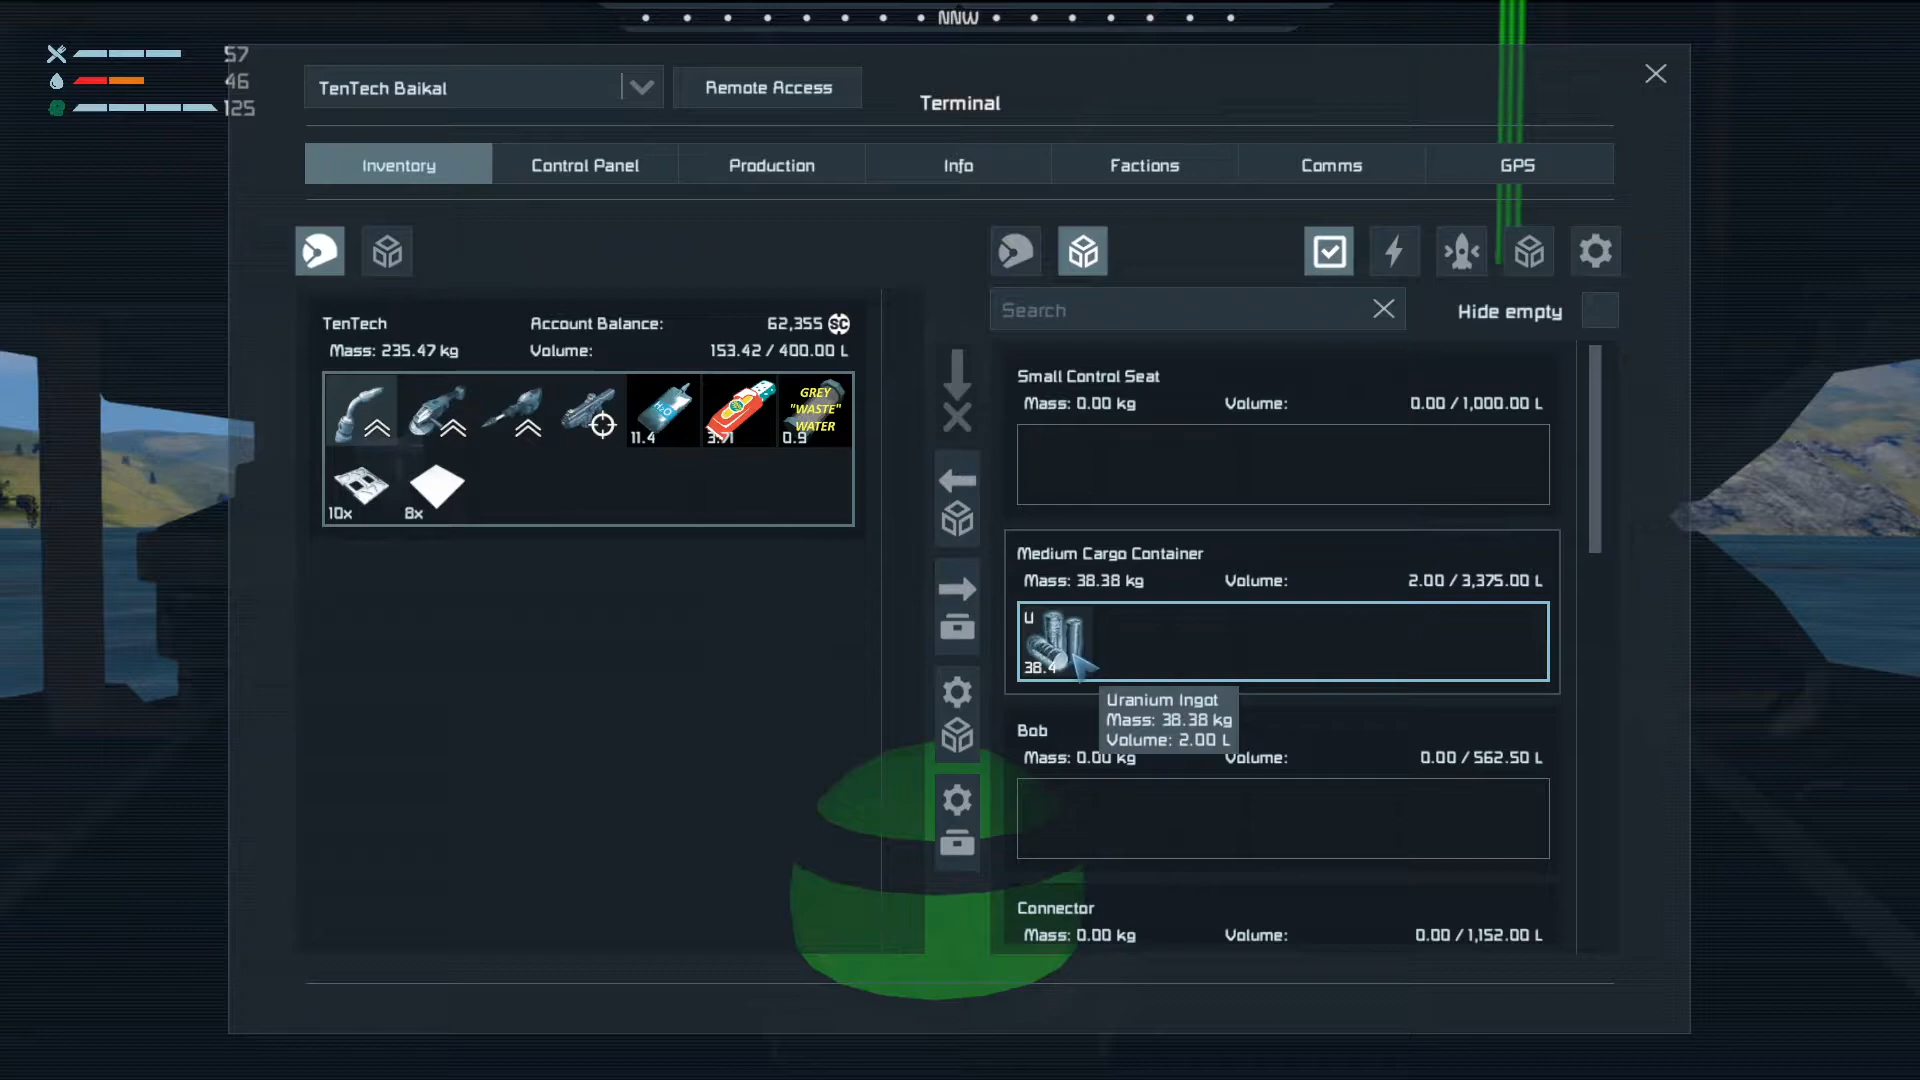 NNW
57
46
125
TenTech Baikal
Remote Access
Terminal
Inventory
Control Panel
Production
Info
Factions
Comms
GPS
TenTech
Account Balance:
62,355 SC
Mass: 235.47 kg
Volume:
153.42 / 400.00 L
H2O
11.4
3.71
GREY
"WASTE"
WATER
0.9
10x
8x
Search
Hide empty
Small Control Seat
Mass: 0.00 kg
Volume:
0.00 / 1,000.00 L
Medium Cargo Container
Mass: 38.38 kg
Volume:
2.00 / 3,375.00 L
U
38.4
Uranium Ingot
Mass: 38.38 kg
Volume: 2.00 L
Bob
Mass: 0.00 kg
Volume:
0.00 / 562.50 L
Connector
Mass: 0.00 kg
Volume:
0.00 / 1,152.00 L